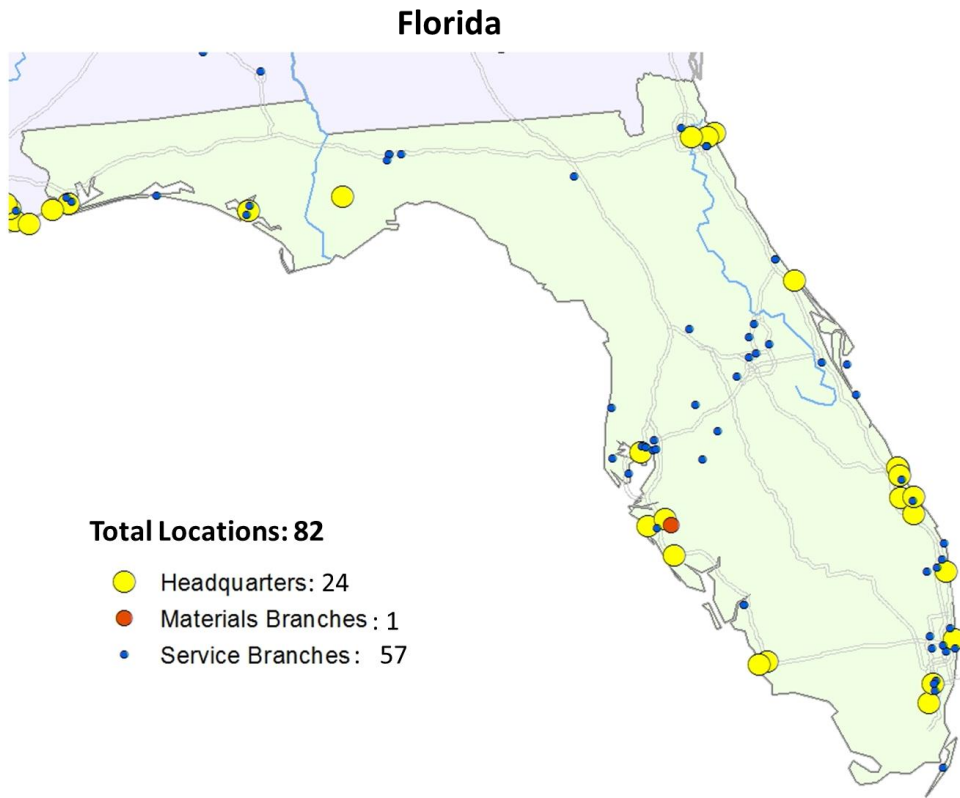 Florida
Total Locations: 82
Headquarters: 24
Materials Branches : 1
Service Branches: 57